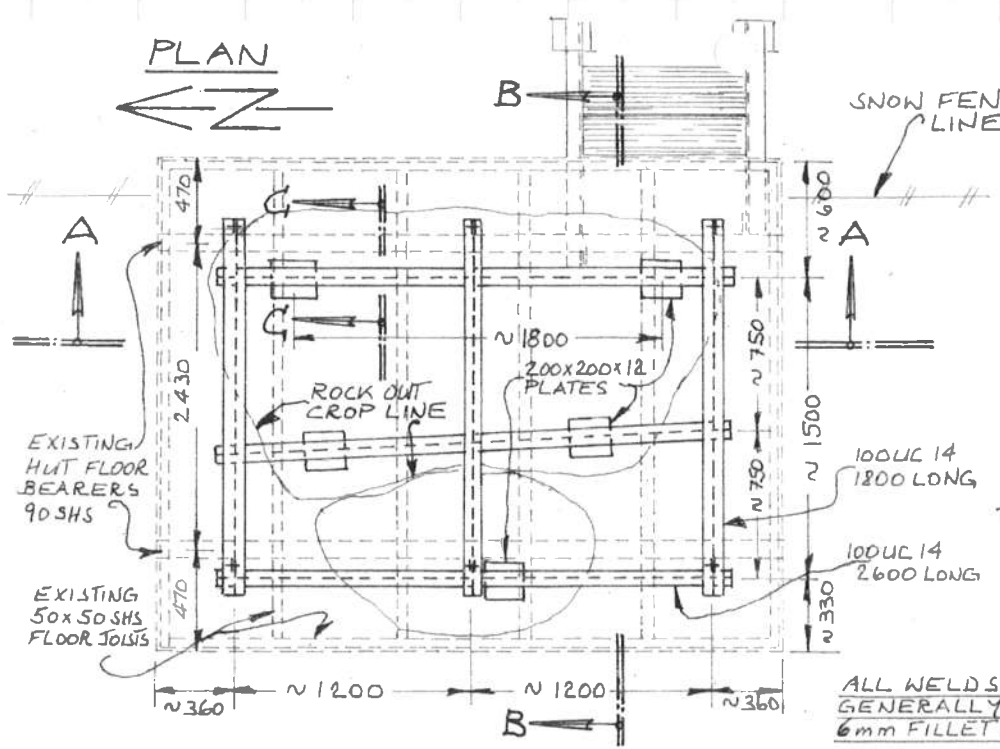 PLAN
N
B
SNOW FEN
LINE
470
C
~600
A
A
C
~1800
~750
200x200x12
PLATES
ROCK OUT
CROP LINE
2430
~1500
EXISTING
HUT FLOOR
BEARERS
90 SHS
~750
100UC 14
1800 LONG
100UC 14
2600 LONG
EXISTING
50x50 SHS
FLOOR JOISTS
470
~330
~360
~1200
~1200
~360
B
ALL WELDS
GENERALLY
6mm FILLET